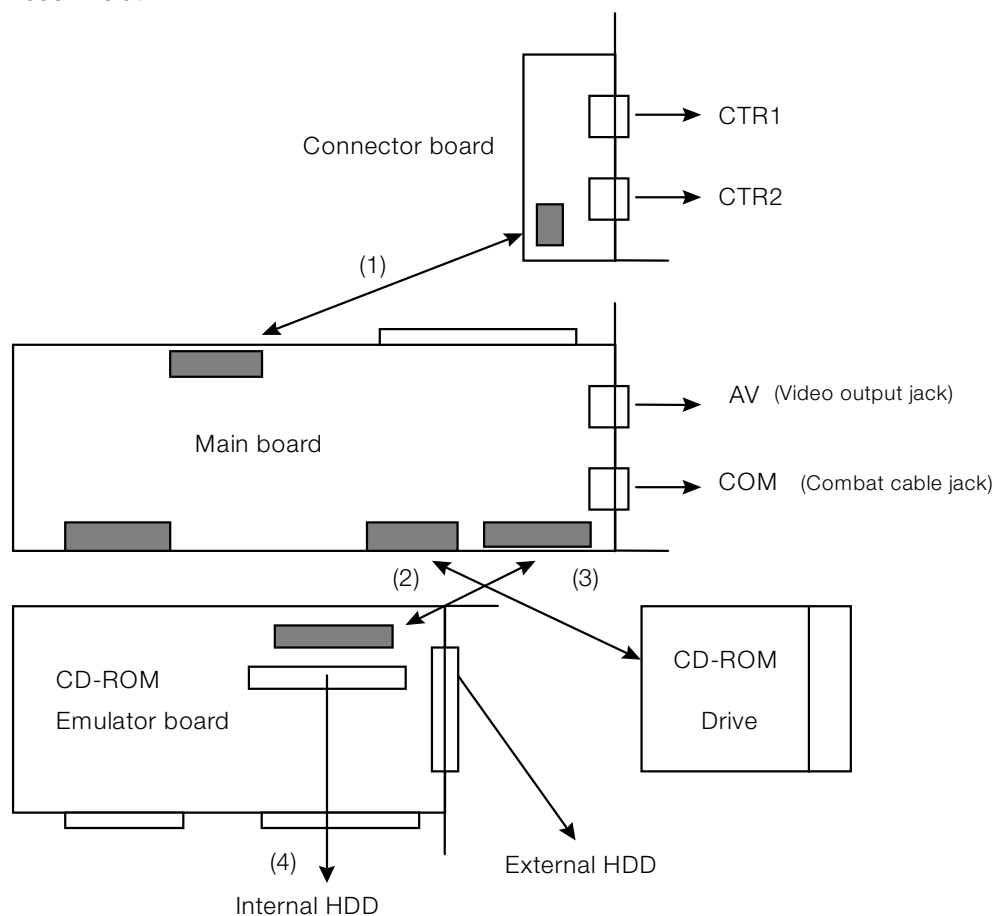 CTR1
Connector board
CTR2
(1)
AV (Video output jack)
Main board
COM (Combat cable jack)
(2)
(3)
CD-ROM
Emulator board
CD-ROM
Drive
(4)
External HDD
Internal HDD